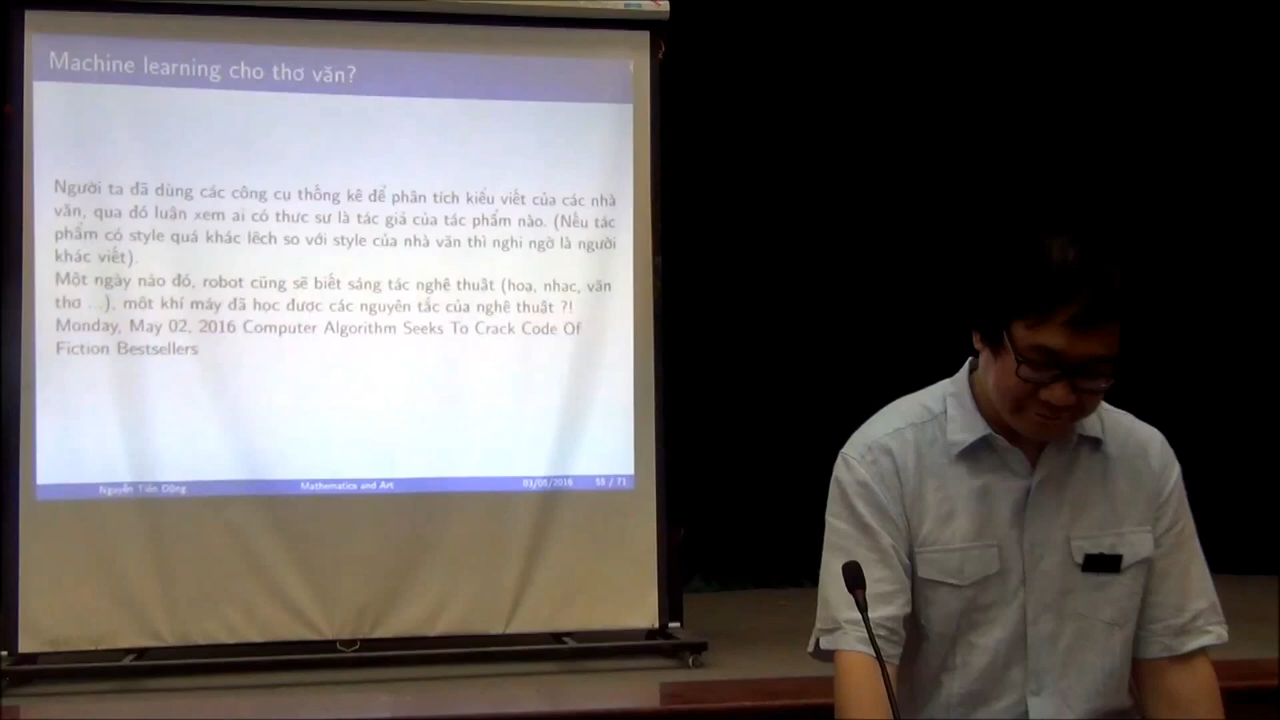 Machine learning cho thơ văn?
Người ta đã dùng các công cụ thống kê để phân tích kiểu viết của các nhà
văn, qua đó luận xem ai có thực sự là tác giả của tác phẩm nào. (Nếu tác
phẩm có style quá khác lệch so với style của nhà văn thì nghi ngờ là người
khác viết).
Một ngày nào đó, robot cũng sẽ biết sáng tác nghệ thuật (họa, nhạc, văn
thơ ...), một khi máy đã học được các nguyên tắc của nghệ thuật ?!
Monday, May 02, 2016 Computer Algorithm Seeks To Crack Code Of
Fiction Bestsellers
Nguyễn Tiến Dũng Mathematics and Art 03/05/2016 55 / 71